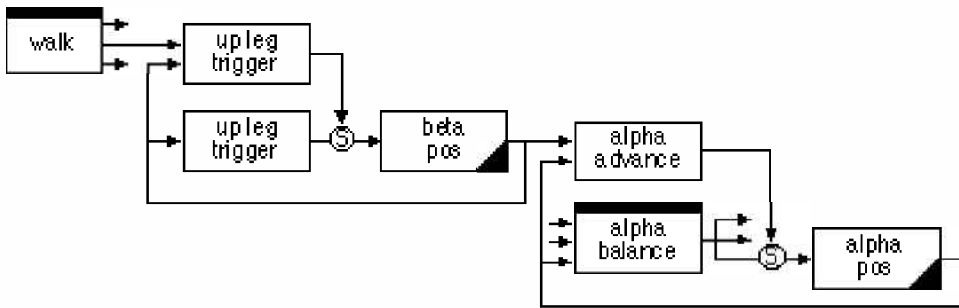 walk
up leg
trigger
up leg
trigger
S
beta
pos
alpha
advance
alpha
balance
S
alpha
pos